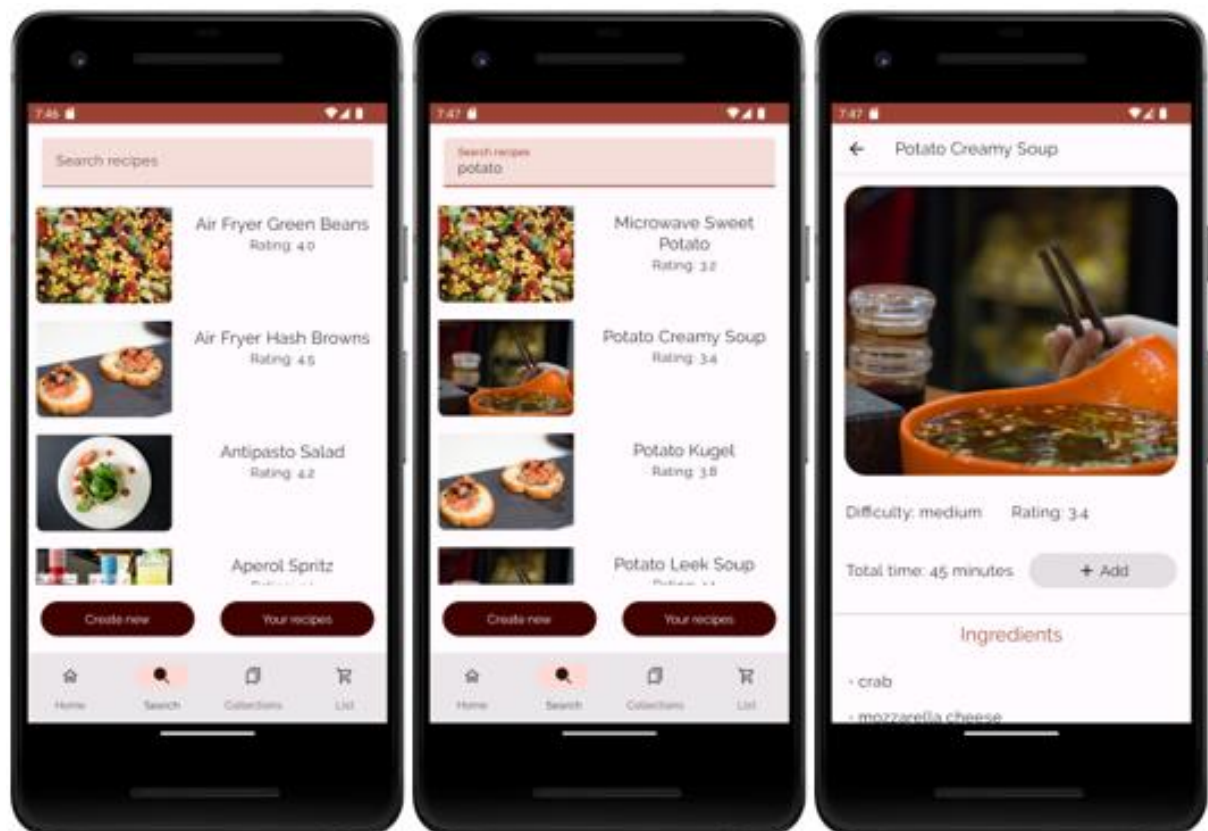 7:46
Search recipes
Air Fryer Green Beans
Rating: 4.0
Air Fryer Hash Browns
Rating: 4.5
Antipasto Salad
Rating: 4.2
Aperol Spritz
Create new
Your recipes
Home
Search
Collections
List
7:47
Search recipes
potato
Microwave Sweet
Potato
Rating: 3.2
Potato Creamy Soup
Rating: 3.4
Potato Kugel
Rating: 3.8
Potato Leek Soup
Create new
Your recipes
Home
Search
Collections
List
7:47
Potato Creamy Soup
Difficulty: medium
Rating: 3.4
Total time: 45 minutes
+ Add
Ingredients
• crab
• mozzarella cheese